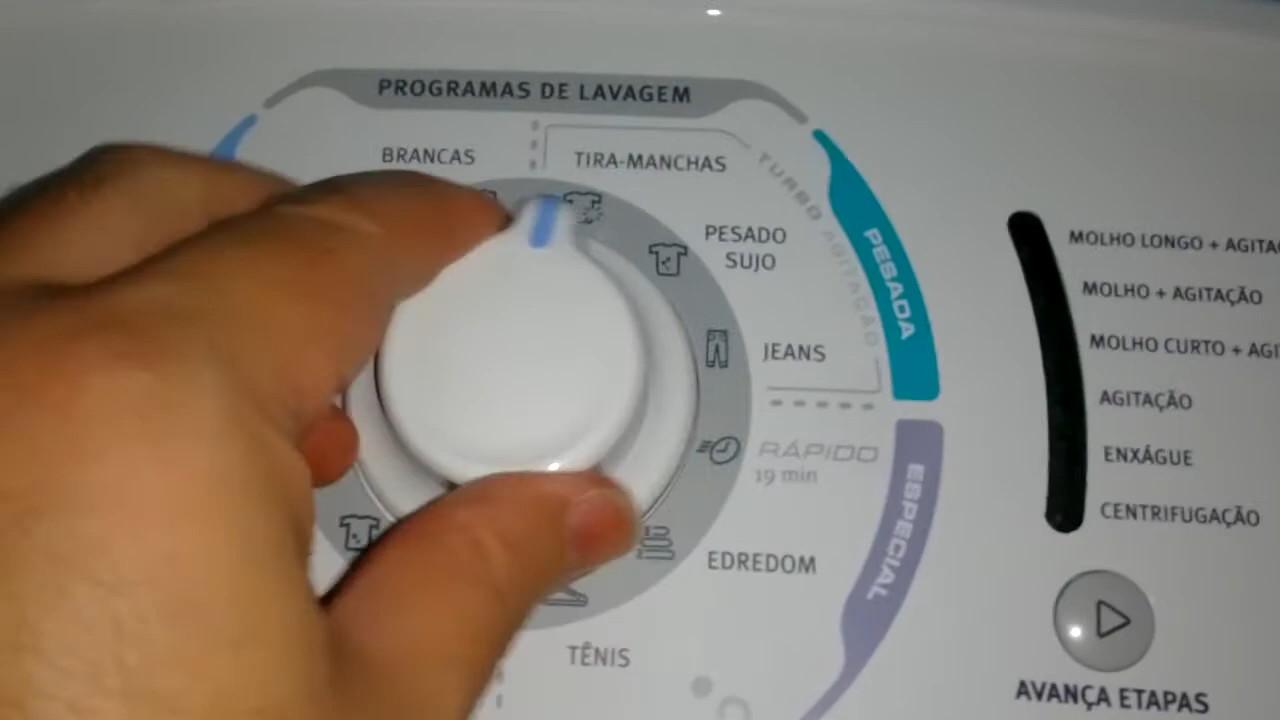 PROGRAMAS DE LAVAGEM
BRANCAS
TIRA-MANCHAS
TURBO AGITAÇÃO
PESADO
SUJO
JEANS
PESADA
RÁPIDO
19 min
EDREDOM
ESPECIAL
TÊNIS
MOLHO LONGO + AGITA
MOLHO + AGITAÇÃO
MOLHO CURTO + AGI
AGITAÇÃO
ENXÁGUE
CENTRIFUGAÇÃO
AVANÇA ETAPAS